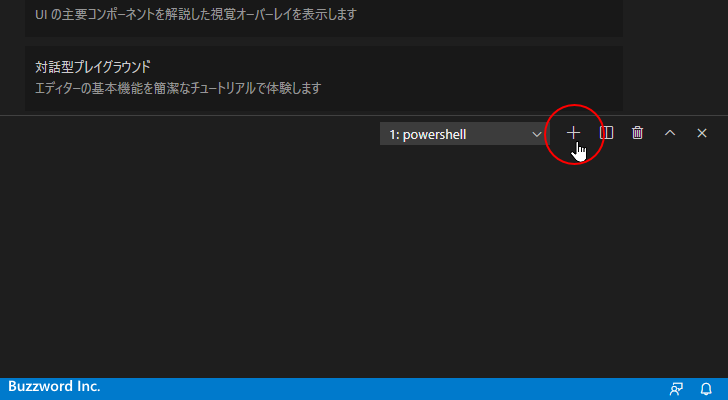 UI の主要コンポーネントを解説した視覚オーバーレイを表示します
対話型プレイグラウンド
エディターの基本機能を簡潔なチュートリアルで体験します
1: powershell
Buzzword Inc.